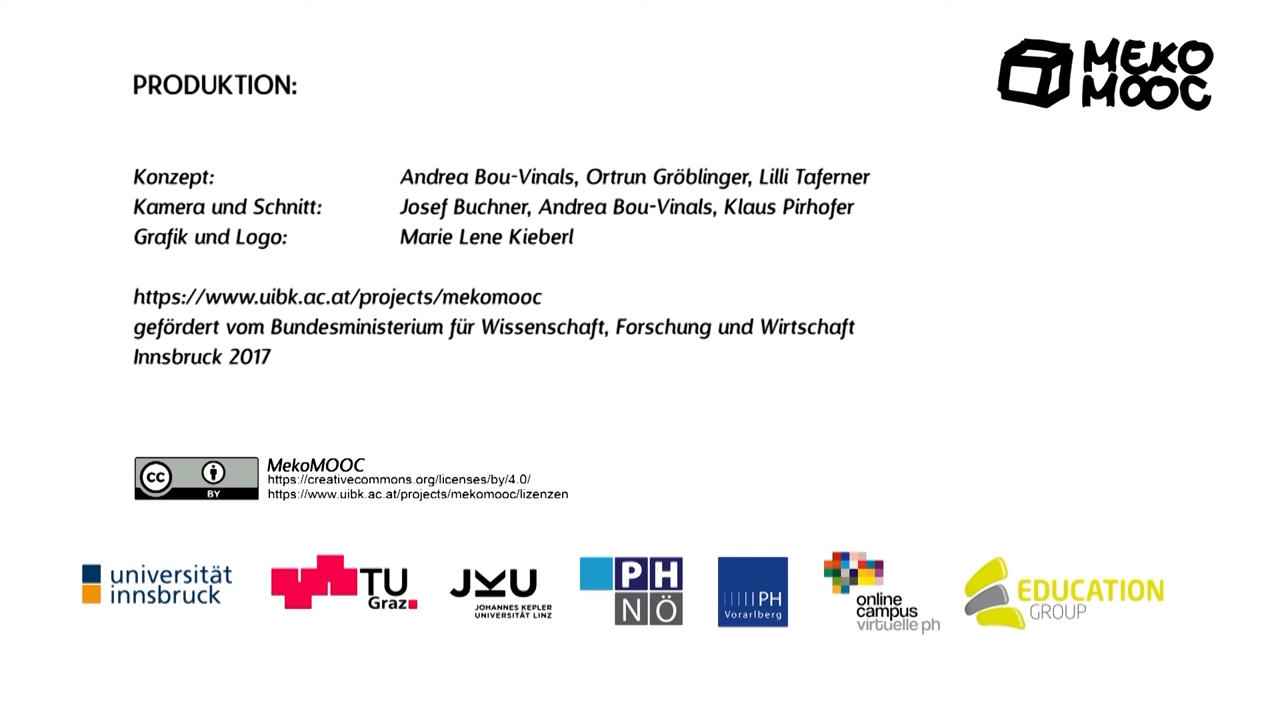 MEKO
MOOC
PRODUKTION:
Konzept: Andrea Bou-Vinals, Ortrun Gröblinger, Lilli Taferner
Kamera und Schnitt: Josef Buchner, Andrea Bou-Vinals, Klaus Pirhofer
Grafik und Logo: Marie Lene Kieberl
https://www.uibk.ac.at/projects/mekomooc
gefördert vom Bundesministerium für Wissenschaft, Forschung und Wirtschaft
Innsbruck 2017
cc
BY
MekoMOOC
https://creativecommons.org/licenses/by/4.0/
https://www.uibk.ac.at/projects/mekomooc/lizenzen
universität
innsbruck
TU
Graz
JKU
JOHANNES KEPLER
UNIVERSITÄT LINZ
PH
NÖ
PH
Vorarlberg
online
campus
virtuelle ph
EDUCATION
GROUP